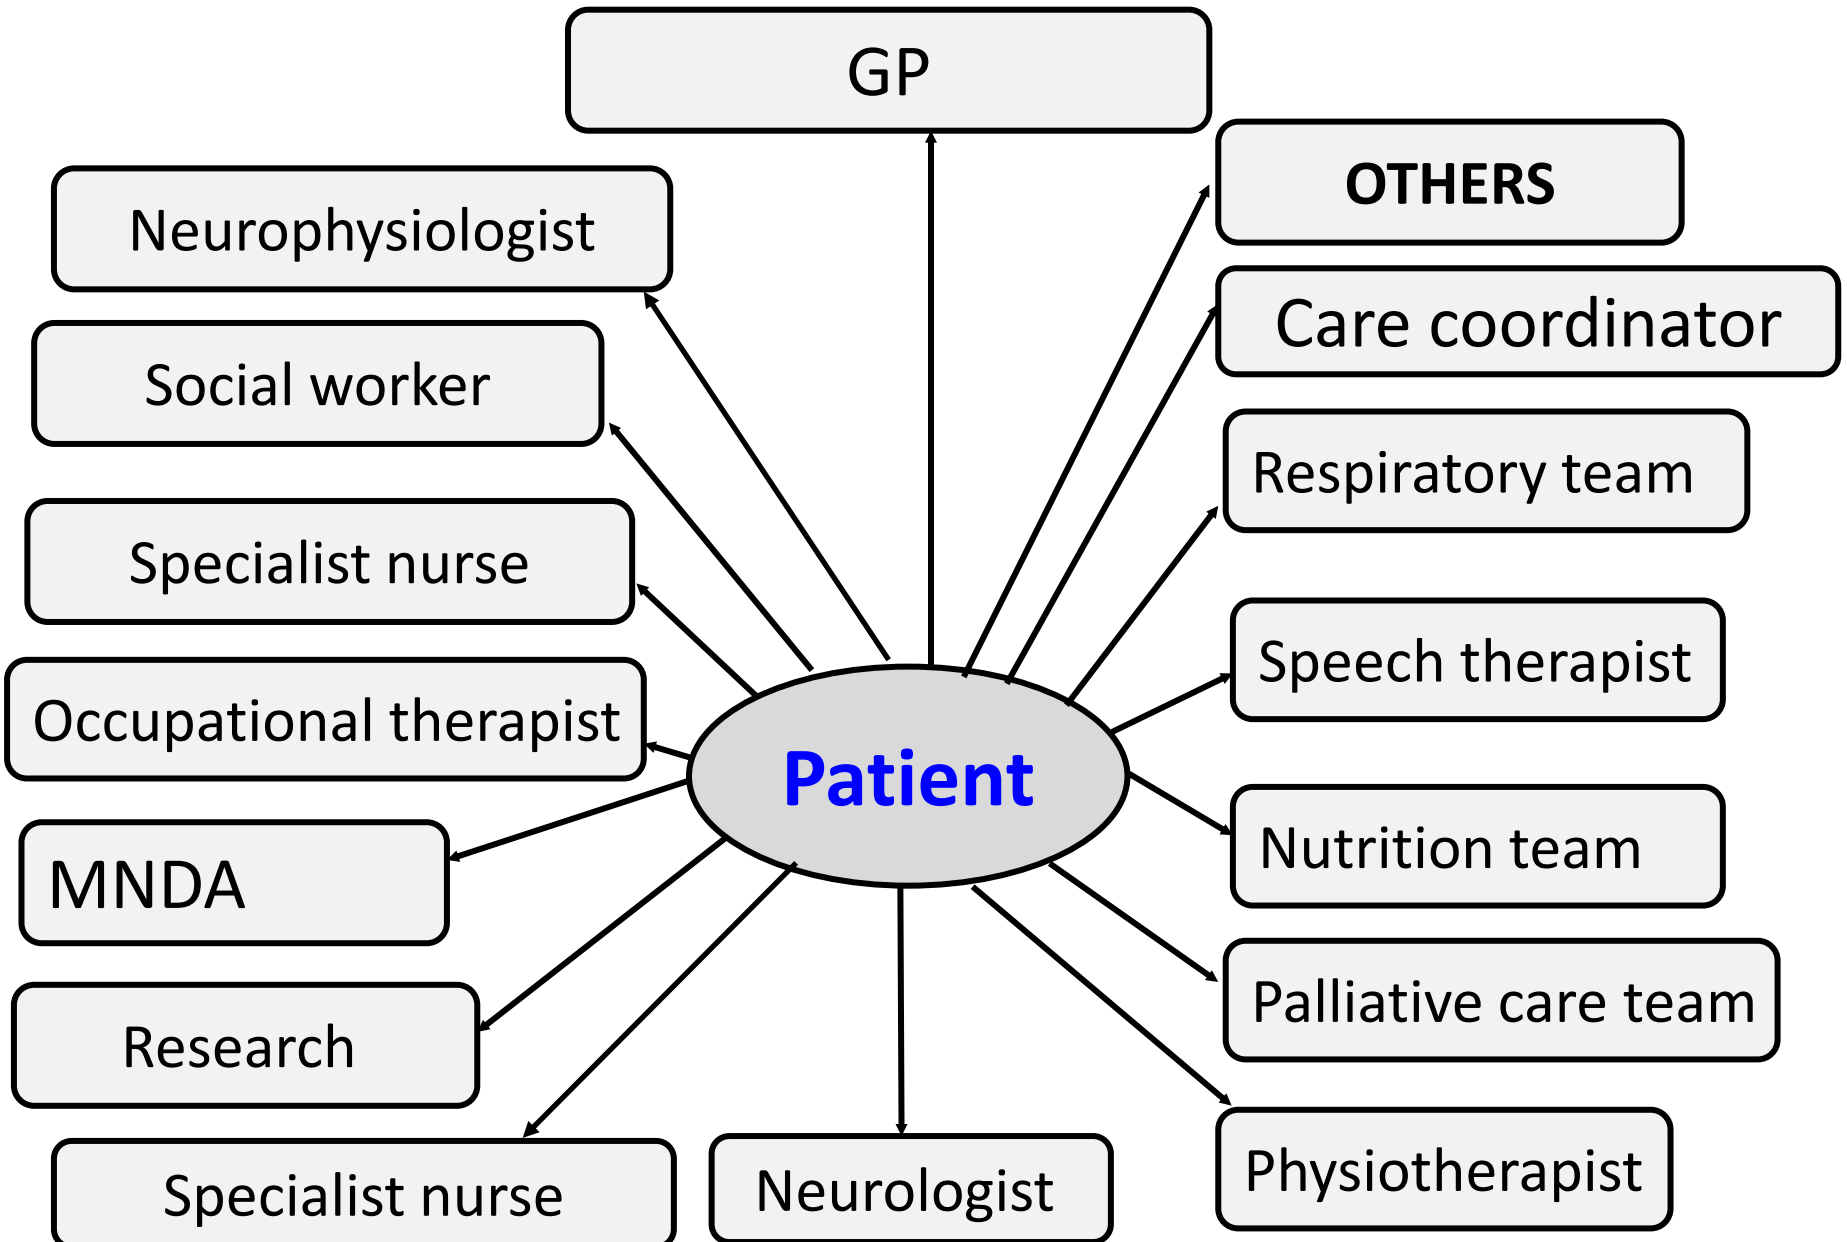 GP
OTHERS
Neurophysiologist
Care coordinator
Social worker
Respiratory team
Specialist nurse
Speech therapist
Occupational therapist
Patient
Nutrition team
MNDA
Palliative care team
Research
Physiotherapist
Specialist nurse
Neurologist